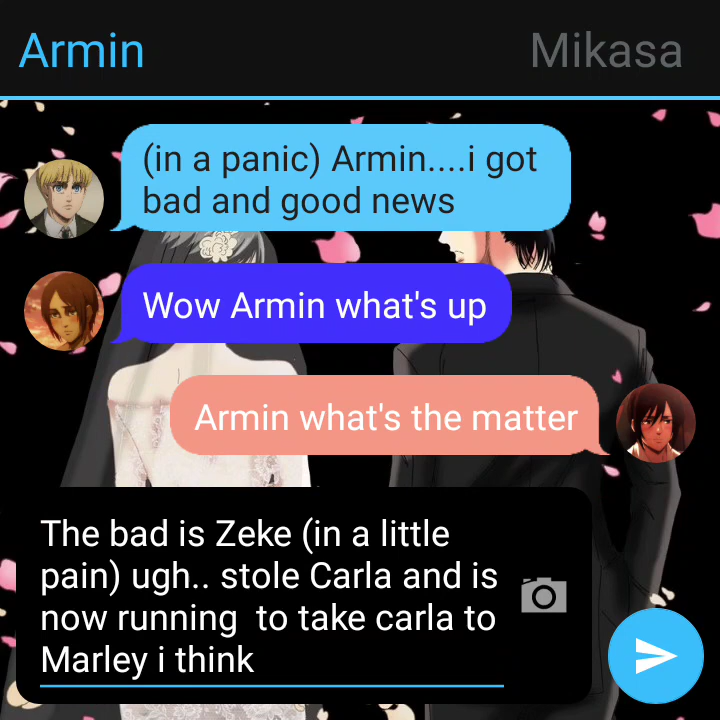 Armin
Mikasa
(in a panic) Armin....i got
bad and good news
Wow Armin what's up
Armin what's the matter
The bad is Zeke (in a little
pain) ugh.. stole Carla and is
now running  to take carla to
Marley i think